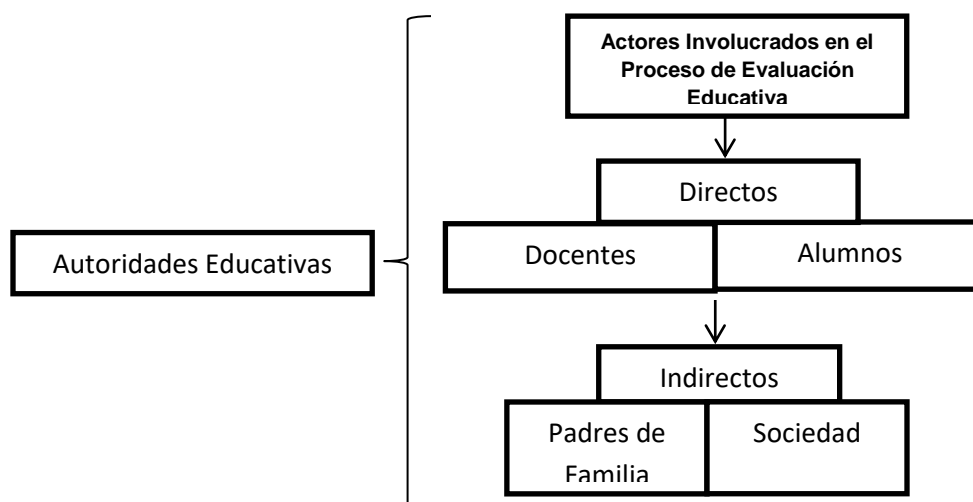 Actores Involucrados en el
Proceso de Evaluación
Educativa
Directos
Docentes
Alumnos
Autoridades Educativas
Indirectos
Padres de
Familia
Sociedad